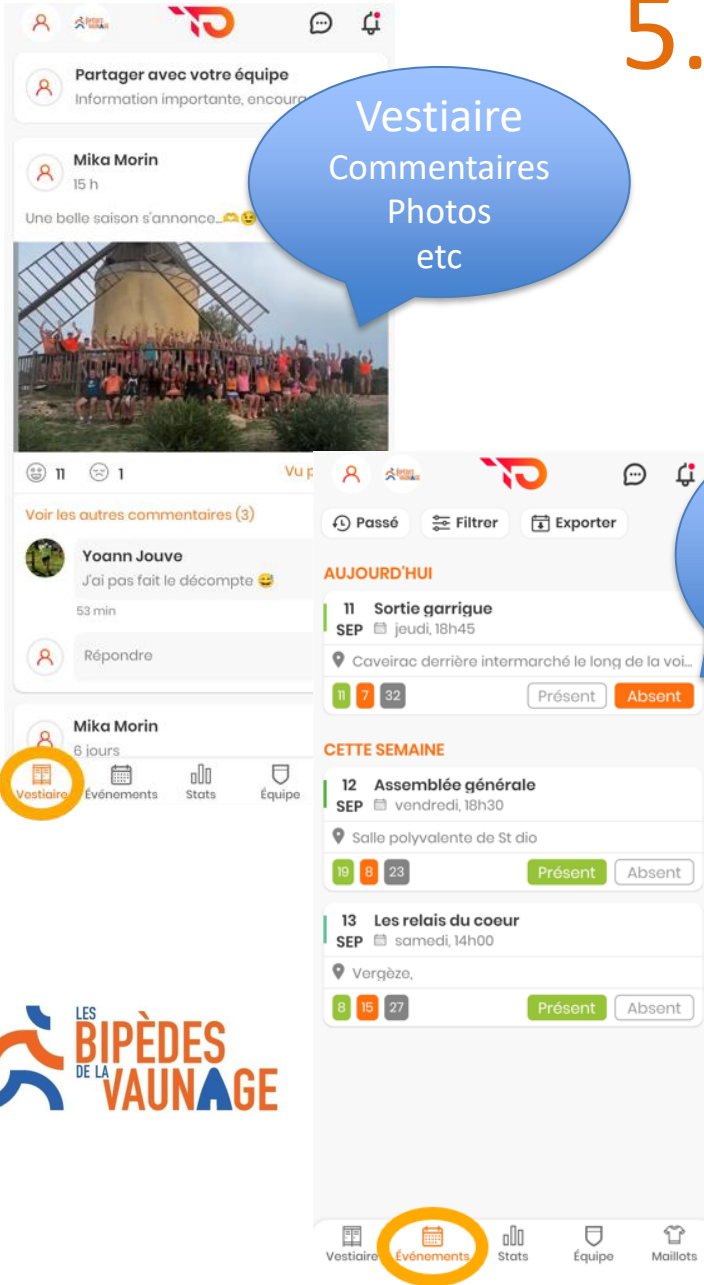 5.
Partager avec votre équipe
Information importante, encourag
Mika Morin
15 h
Une belle saison s'annonce...🫶😉
Vestiaire
Commentaires
Photos
etc
11 1 Vu p
Voir les autres commentaires (3)
Yoann Jouve
J'ai pas fait le décompte 😅
53 min
Répondre
Mika Morin
6 jours
Vestiaire Événements Stats Équipe
Passé Filtrer Exporter
AUJOURD'HUI
11 Sortie garrigue
SEP jeudi, 18h45
Caveirac derrière intermarché le long de la voi...
11 7 32 Présent Absent
CETTE SEMAINE
12 Assemblée générale
SEP vendredi, 18h30
Salle polyvalente de St dio
19 8 23 Présent Absent
13 Les relais du coeur
SEP samedi, 14h00
Vergèze,
8 15 27 Présent Absent
Vestiaire Événements Stats Équipe Maillots
LES
BIPÈDES
DE LA
VAUNAGE